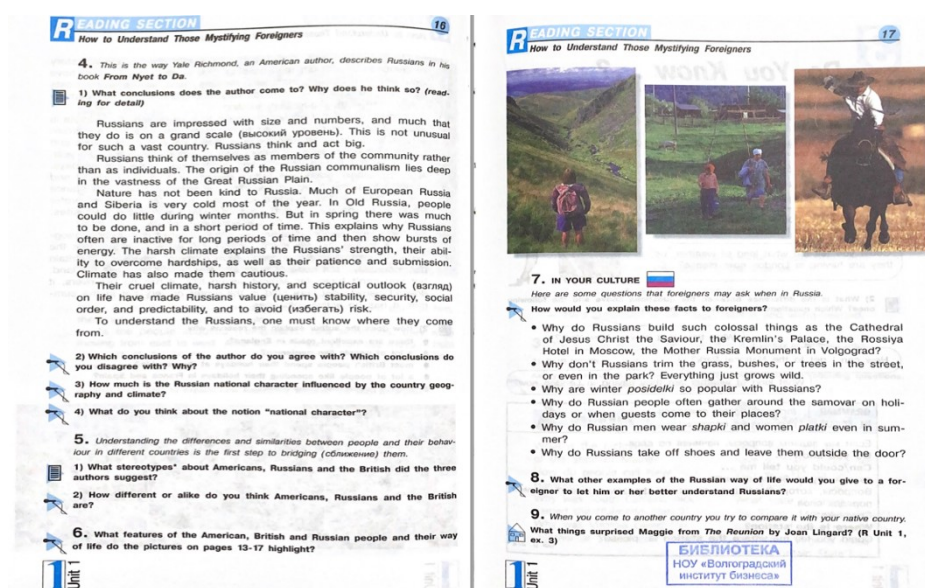 READING SECTION
16
How to Understand Those Mystifying Foreigners
4. This is the way Yale Richmond, an American author, describes Russians in his
book From Nyet to Da.
1) What conclusions does the author come to? Why does he think so? (read-
ing for detail)
Russians are impressed with size and numbers, and much that
they do is on a grand scale (высокий уровень). This is not unusual
for such a vast country. Russians think and act big.
Russians think of themselves as members of the community rather
than as individuals. The origin of the Russian communalism lies deep
in the vastness of the Great Russian Plain.
Nature has not been kind to Russia. Much of European Russia
and Siberia is very cold most of the year. In Old Russia, people
could do little during winter months. But in spring there was much
to be done, and in a short period of time. This explains why Russians
often are inactive for long periods of time and then show bursts of
energy. The harsh climate explains the Russians' strength, their abil-
ity to overcome hardships, as well as their patience and submission.
Climate has also made them cautious.
Their cruel climate, harsh history, and sceptical outlook (взгляд)
on life have made Russians value (ценить) stability, security, social
order, and predictability, and to avoid (избегать) risk.
To understand the Russians, one must know where they come
from.
2) Which conclusions of the author do you agree with? Which conclusions do
you disagree with? Why?
3) How much is the Russian national character influenced by the country geog-
raphy and climate?
4) What do you think about the notion "national character"?
5. Understanding the differences and similarities between people and their behav-
iour in different countries is the first step to bridging (сближение) them.
1) What stereotypes* about Americans, Russians and the British did the three
authors suggest?
2) How different or alike do you think Americans, Russians and the British
are?
6. What features of the American, British and Russian people and their way
of life do the pictures on pages 13-17 highlight?
1
Unit 1
READING SECTION
17
How to Understand Those Mystifying Foreigners
7. IN YOUR CULTURE
Here are some questions that foreigners may ask when in Russia.
How would you explain these facts to foreigners?
• Why do Russians build such colossal things as the Cathedral
of Jesus Christ the Saviour, the Kremlin's Palace, the Rossiya
Hotel in Moscow, the Mother Russia Monument in Volgograd?
• Why don't Russians trim the grass, bushes, or trees in the street,
or even in the park? Everything just grows wild.
• Why are winter posidelki so popular with Russians?
• Why do Russian people often gather around the samovar on holi-
days or when guests come to their places?
• Why do Russian men wear shapki and women platki even in sum-
mer?
• Why do Russians take off shoes and leave them outside the door?
8. What other examples of the Russian way of life would you give to a for-
eigner to let him or her better understand Russians?
9. When you come to another country you try to compare it with your native country.
What things surprised Maggie from The Reunion by Joan Lingard? (R Unit 1,
ex. 3)
БИБЛИОТЕКА
НОУ «Волгоградский
институт бизнеса»
1
Unit 1